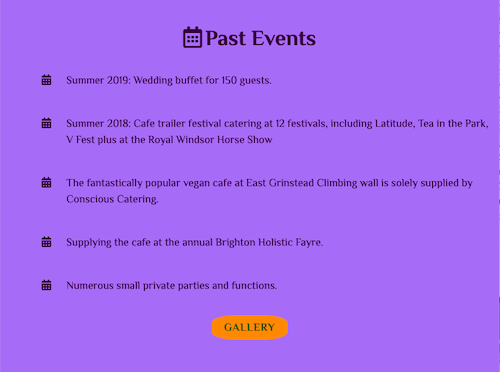 Past Events
Summer 2019: Wedding buffet for 150 guests.
Summer 2018: Cafe trailer festival catering at 12 festivals, including Latitude, Tea in the Park,
V Fest plus at the Royal Windsor Horse Show
The fantastically popular vegan cafe at East Grinstead Climbing wall is solely supplied by
Conscious Catering.
Supplying the cafe at the annual Brighton Holistic Fayre.
Numerous small private parties and functions.
GALLERY